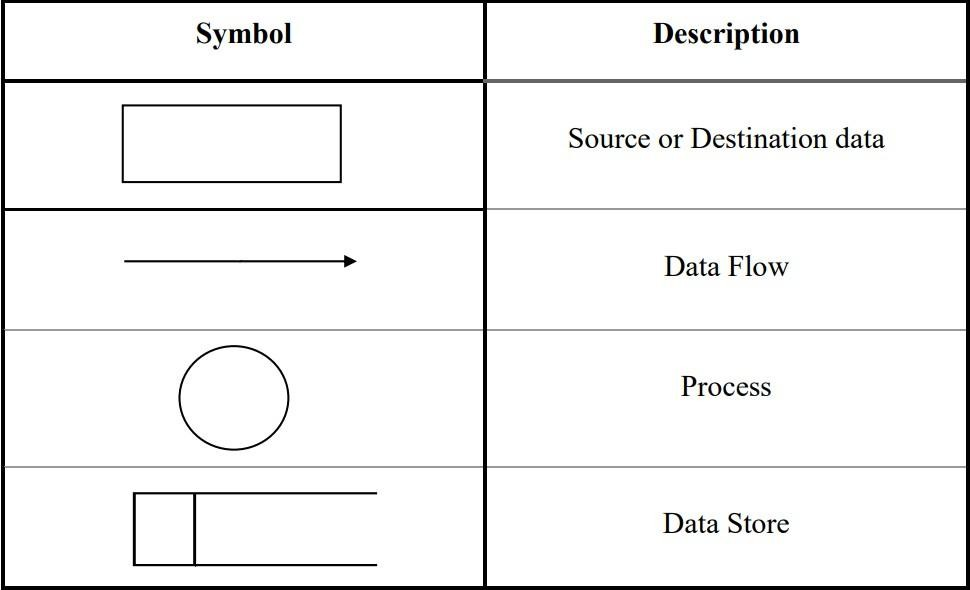 Symbol
Description
Source or Destination data
Data Flow
Process
Data Store